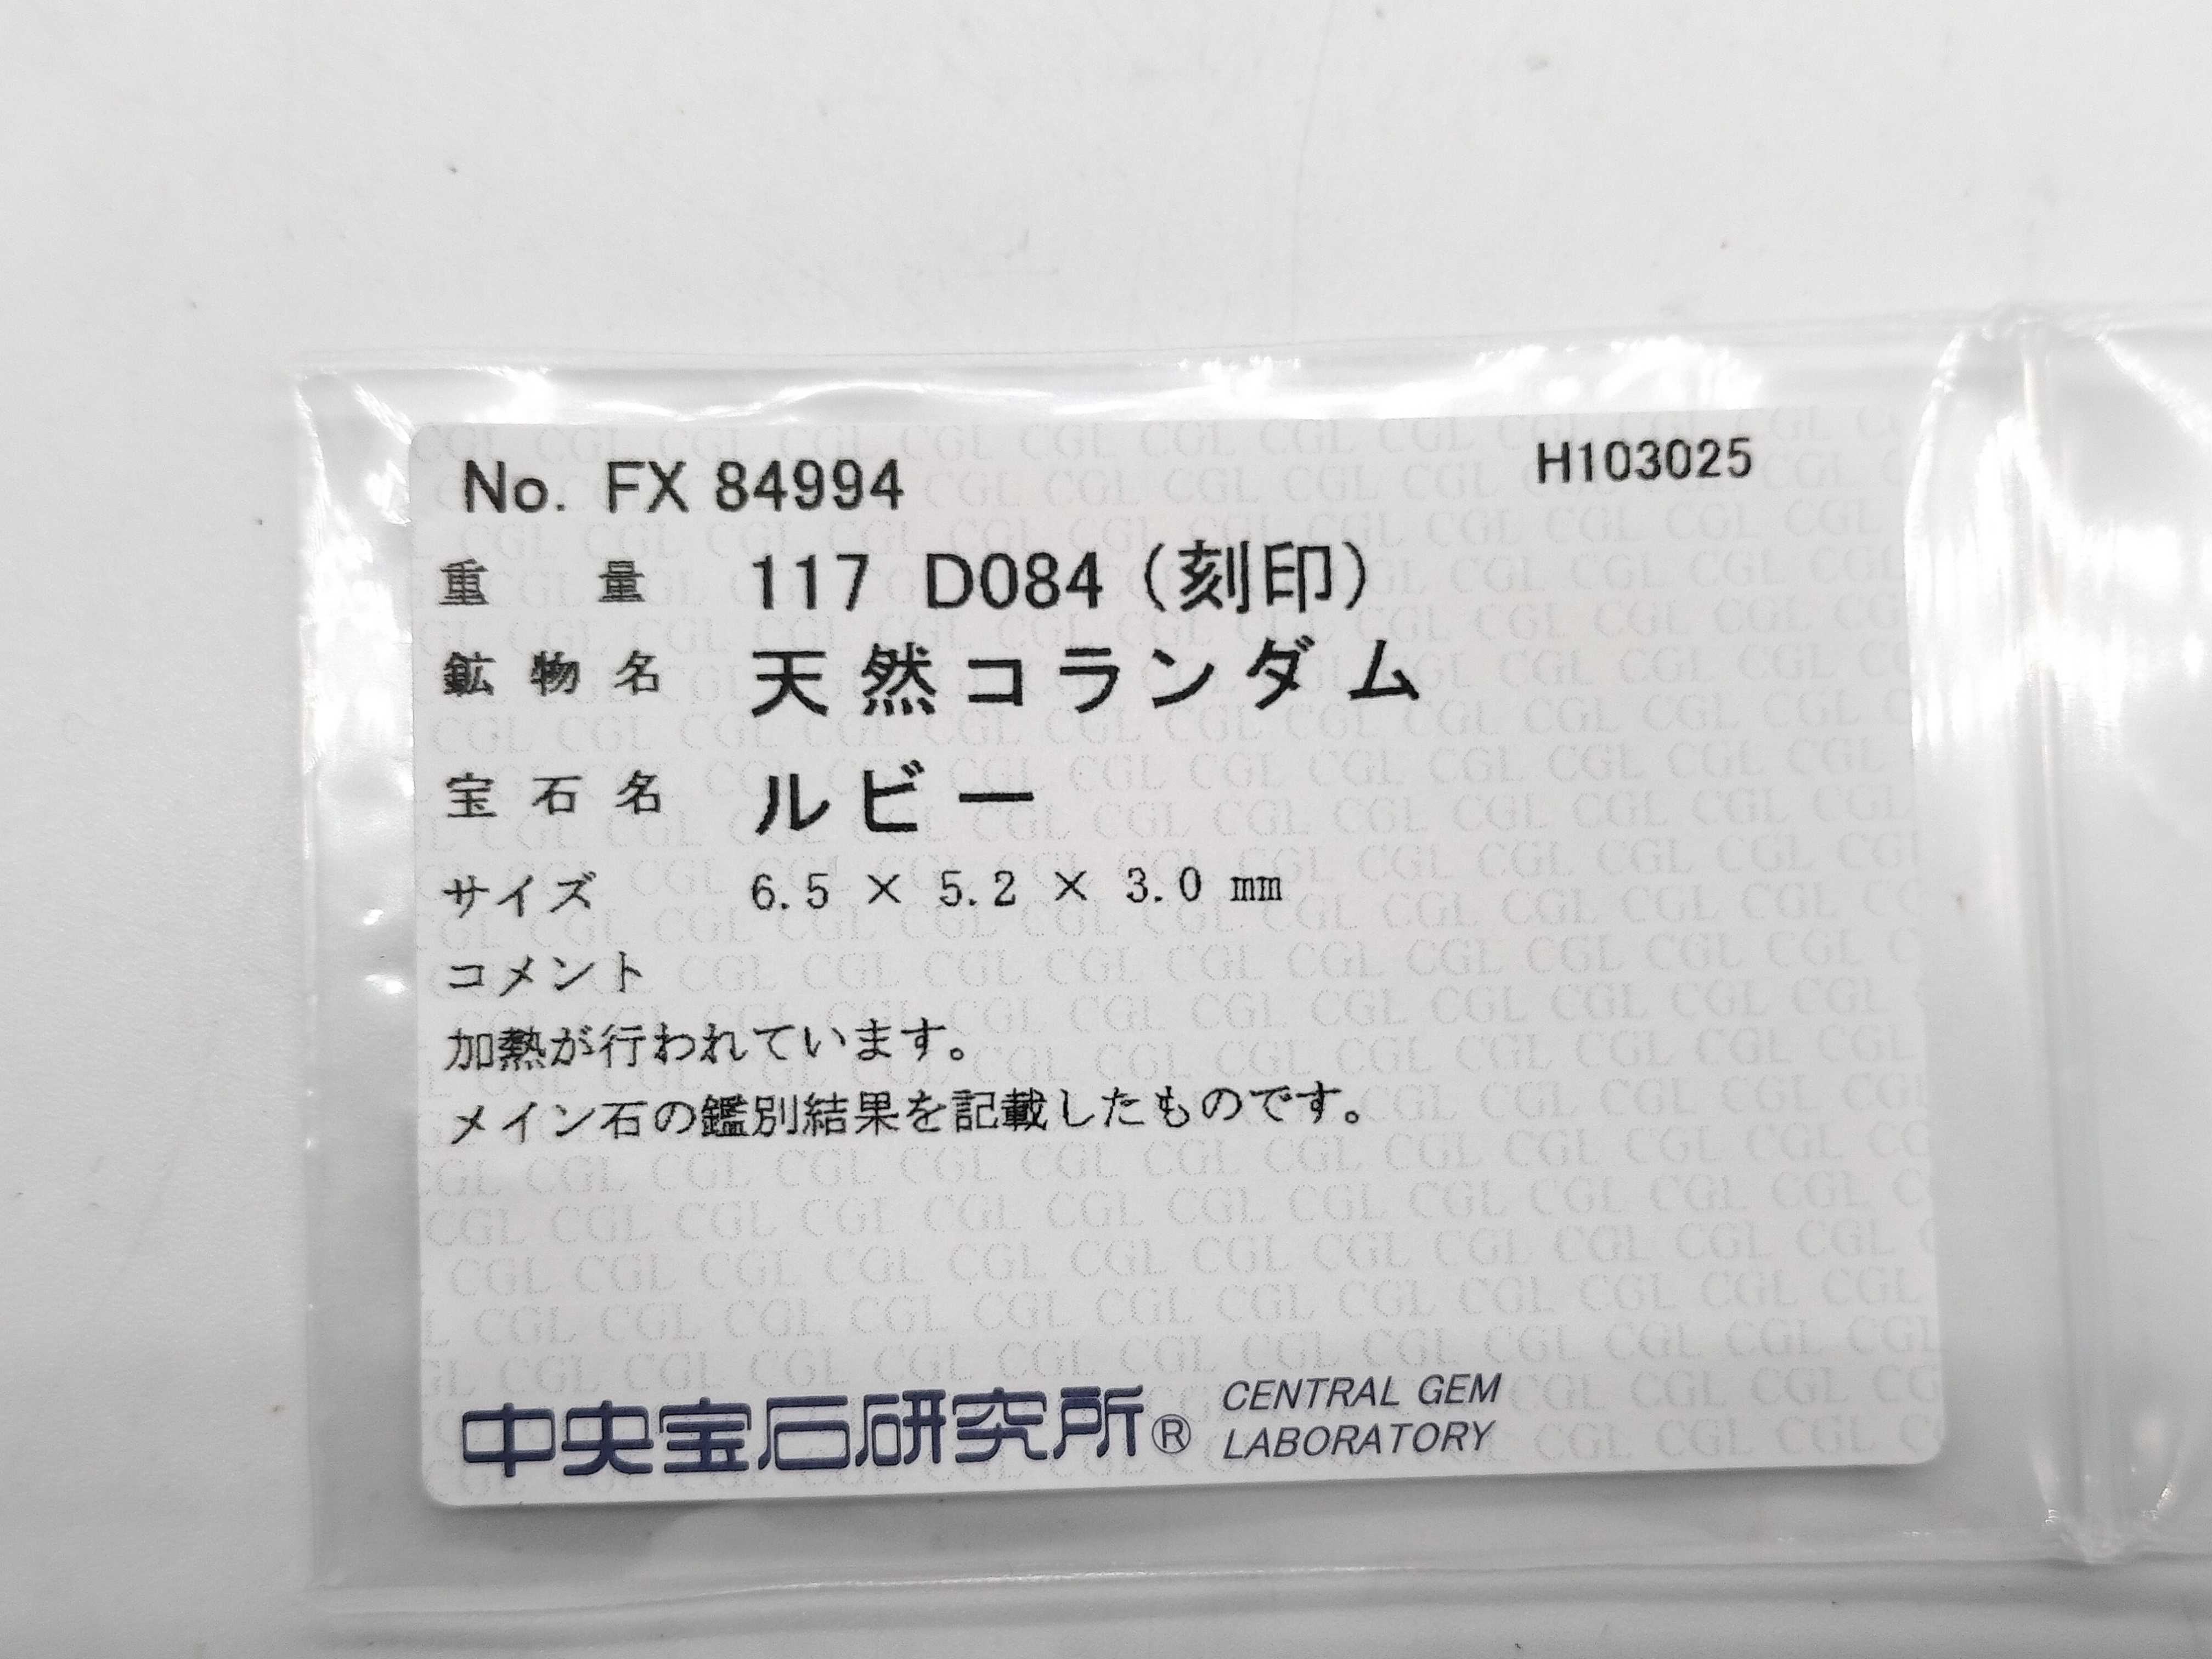 No. FX 84994 H103025
重量 117 D084（刻印）
鉱物名 天然コランダム
宝石名 ルビー
サイズ 6.5 × 5.2 × 3.0 mm
コメント
加熱が行われています。
メイン石の鑑別結果を記載したものです。
中央宝石研究所® CENTRAL GEM
LABORATORY